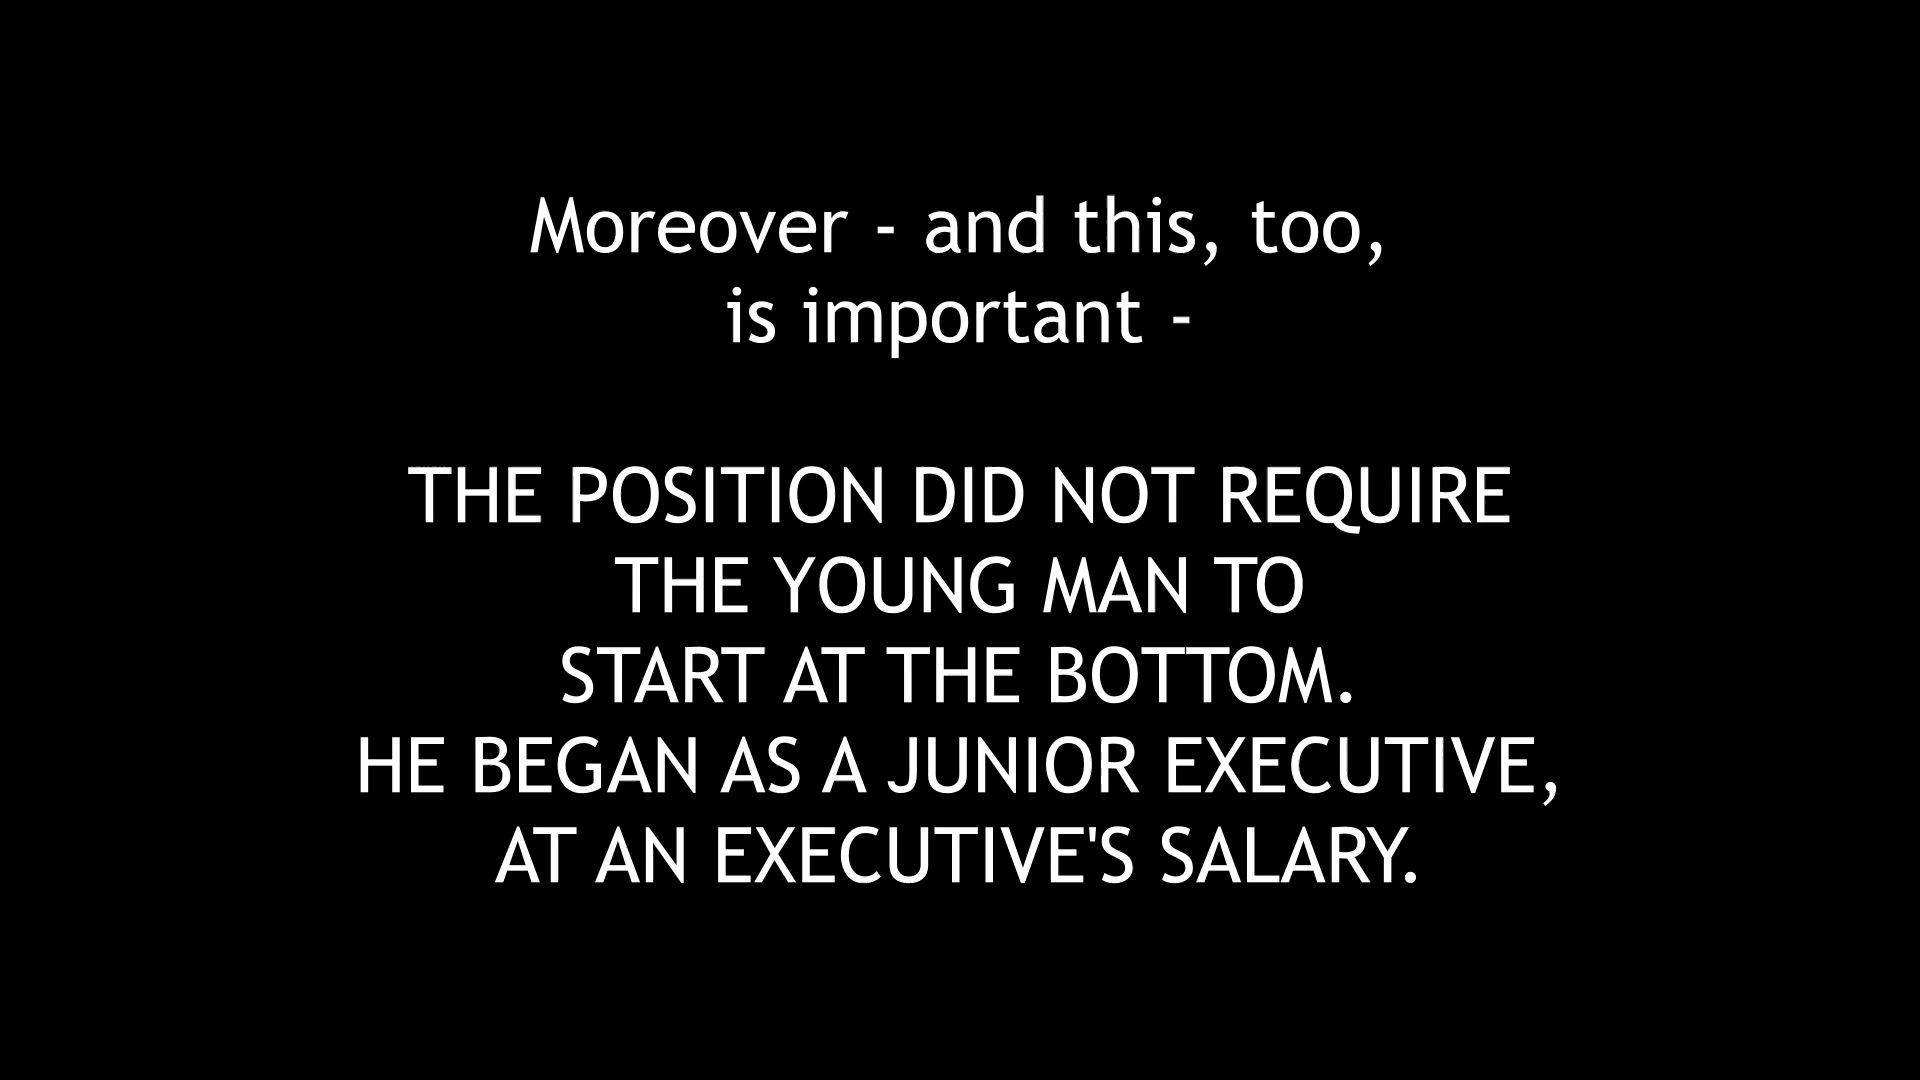 Moreover - and this, too,
is important -
THE POSITION DID NOT REQUIRE
THE YOUNG MAN TO
START AT THE BOTTOM.
HE BEGAN AS A JUNIOR EXECUTIVE,
AT AN EXECUTIVE'S SALARY.